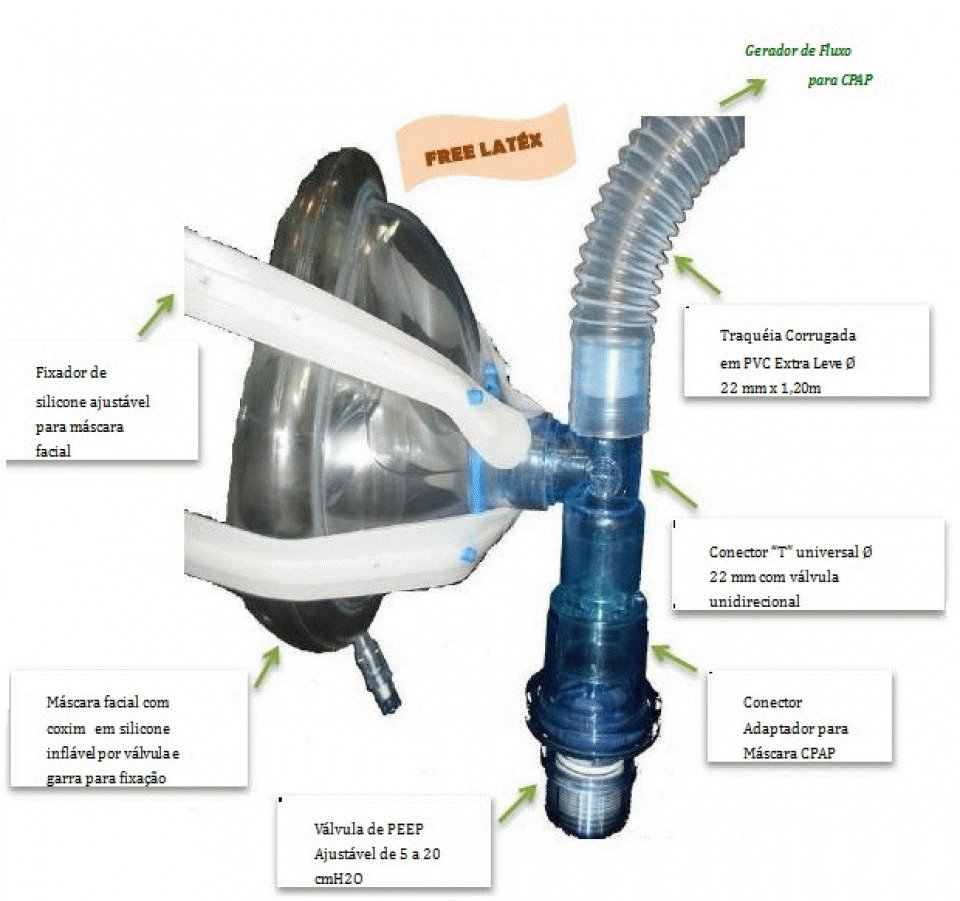 Gerador de Fluxo
para CPAP
FREE LATÉX
Traquéia Corrugada
em PVC Extra Leve Ø
22 mm x 1,20m
Fixador de
silicone ajustável
para máscara
facial
Conector “T” universal Ø
22 mm com válvula
unidirecional
Máscara facial com
coxim em silicone
inflável por válvula e
garra para fixação
Conector
Adaptador para
Máscara CPAP
Válvula de PEEP
Ajustável de 5 a 20
cmH2O